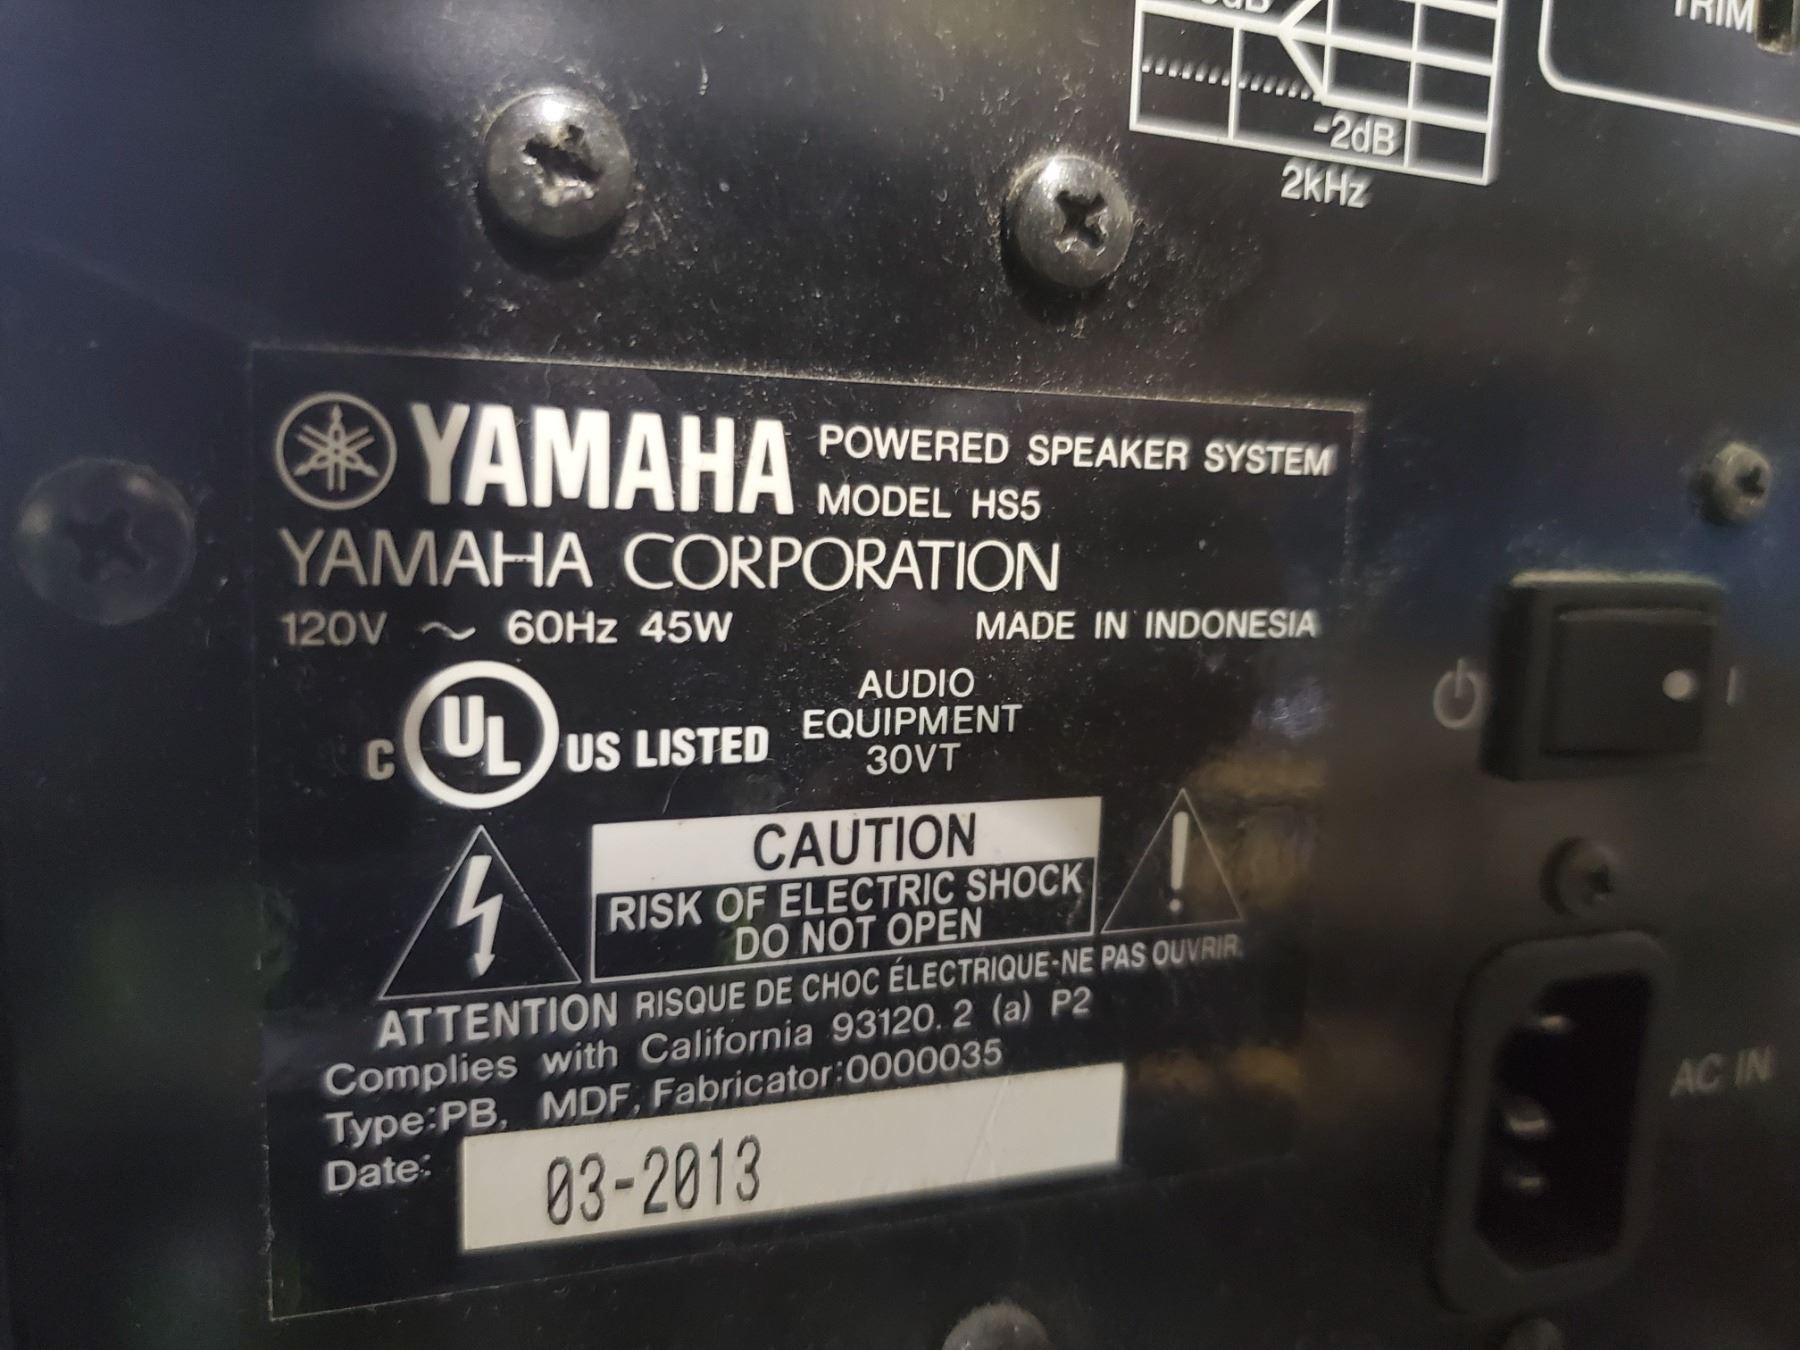 TRIM
-2dB
2kHz
YAMAHA POWERED SPEAKER SYSTEM
MODEL HS5
YAMAHA CORPORATION
120V ~ 60Hz 45W MADE IN INDONESIA
C UL US LISTED
AUDIO
EQUIPMENT
30VT
CAUTION
RISK OF ELECTRIC SHOCK
DO NOT OPEN
ATTENTION RISQUE DE CHOC ÉLECTRIQUE-NE PAS OUVRIR.
Complies with California 93120.2 (a) P2
Type:PB, MDF, Fabricator:0000035
Date: 03-2013
AC IN